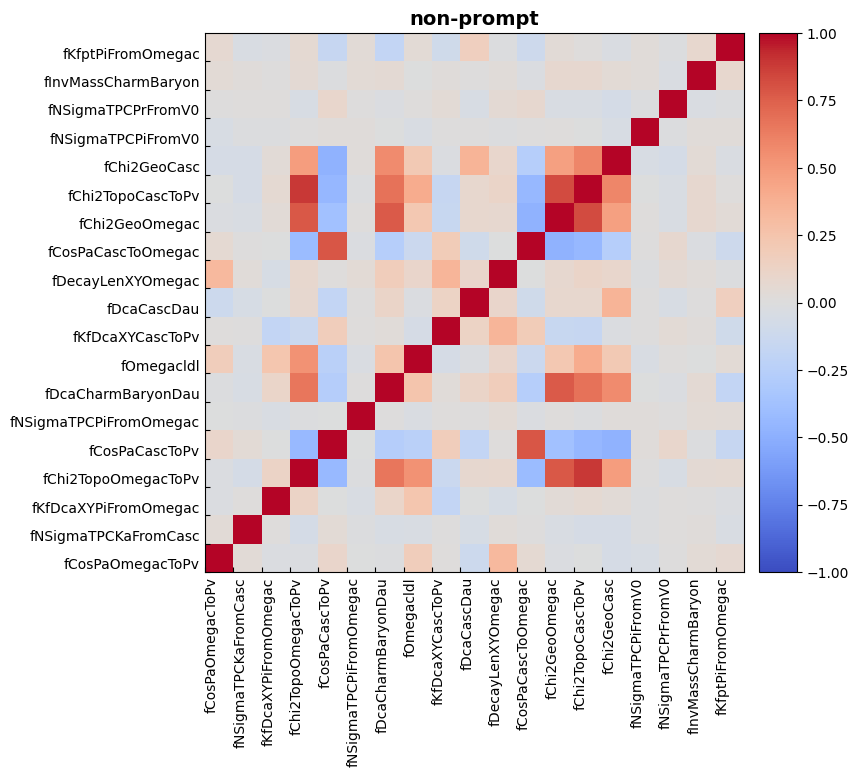 non-prompt
fKfptPiFromOmegac
fInvMassCharmBaryon
fNSigmaTPCPrFromV0
fNSigmaTPCPiFromV0
fChi2GeoCasc
fChi2TopoCascToPv
fChi2GeoOmegac
fCosPaCascToOmegac
fDecayLenXYOmegac
fDcaCascDau
fKfDcaXYCascToPv
fOmegacldl
fDcaCharmBaryonDau
fNSigmaTPCPiFromOmegac
fCosPaCascToPv
fChi2TopoOmegacToPv
fKfDcaXYPiFromOmegac
fNSigmaTPCKaFromCasc
fCosPaOmegacToPv
fCosPaOmegacToPv
fNSigmaTPCKaFromCasc
fKfDcaXYPiFromOmegac
fChi2TopoOmegacToPv
fCosPaCascToPv
fNSigmaTPCPiFromOmegac
fDcaCharmBaryonDau
fOmegacldl
fKfDcaXYCascToPv
fDcaCascDau
fDecayLenXYOmegac
fCosPaCascToOmegac
fChi2GeoOmegac
fChi2TopoCascToPv
fChi2GeoCasc
fNSigmaTPCPiFromV0
fNSigmaTPCPrFromV0
fInvMassCharmBaryon
fKfptPiFromOmegac
1.00
0.75
0.50
0.25
0.00
−0.25
−0.50
−0.75
−1.00